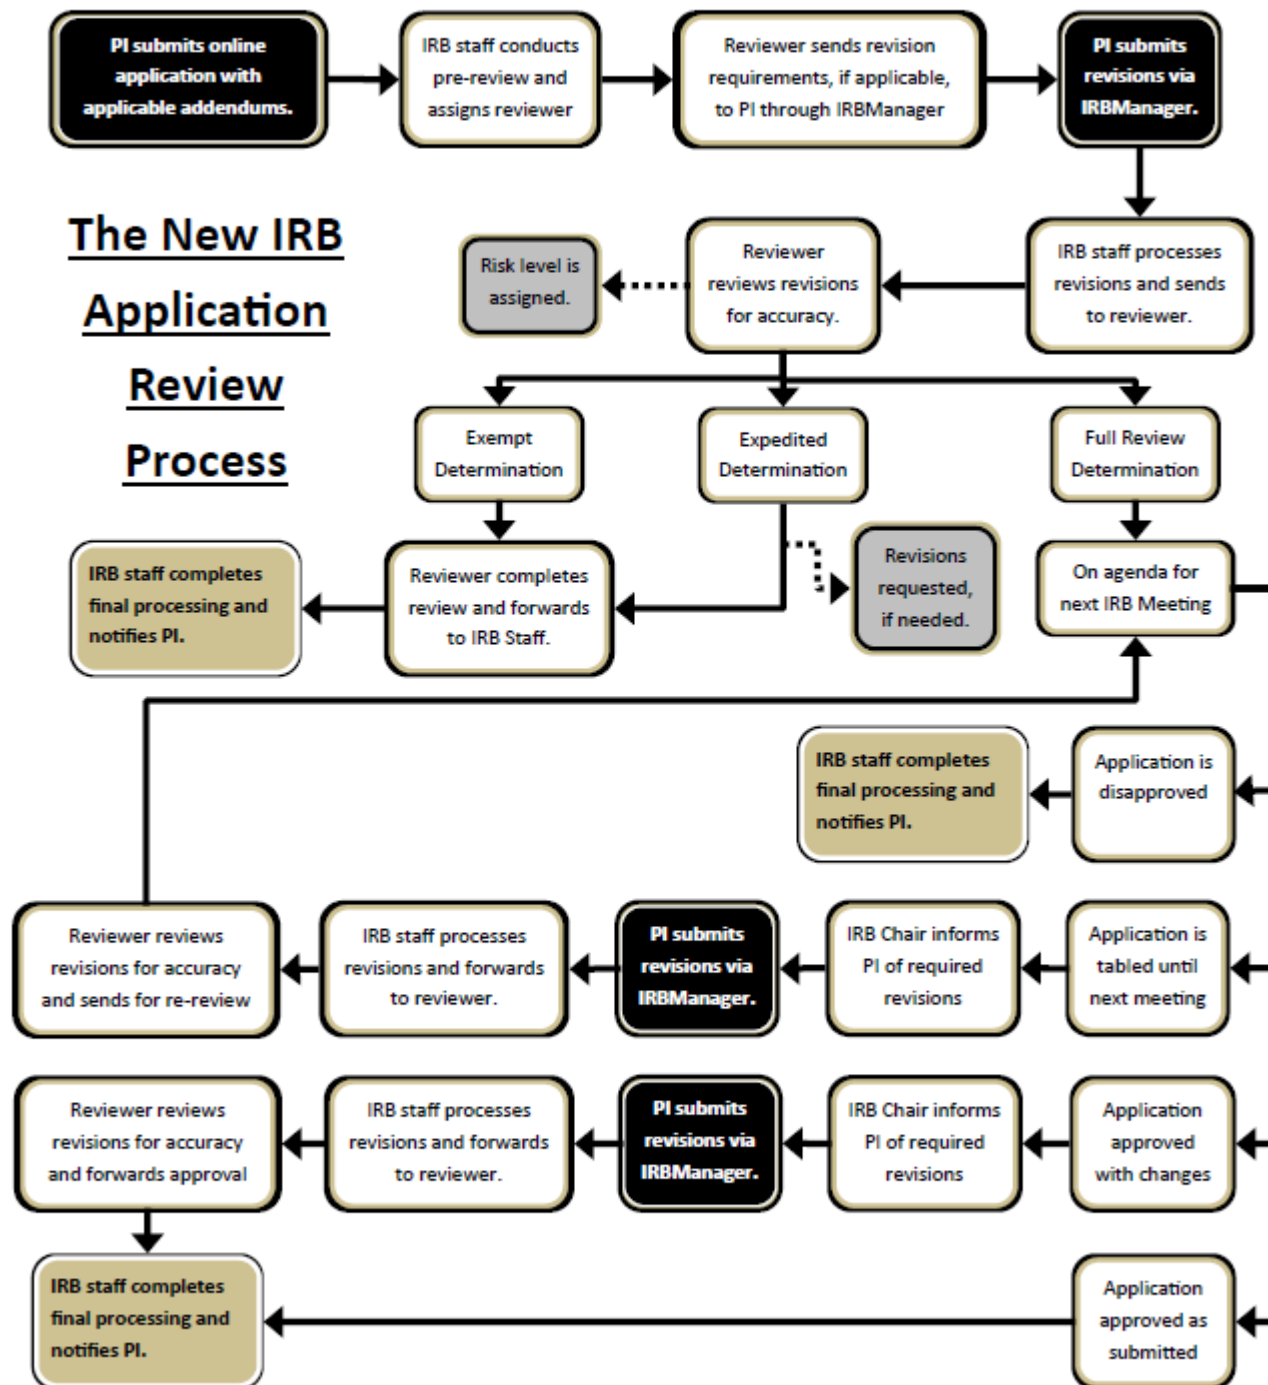 PI submits online
application with
applicable addendums.
IRB staff conducts
pre-review and
assigns reviewer
Reviewer sends revision
requirements, if applicable,
to PI through IRBManager
PI submits
revisions via
IRBManager.
The New IRB
Application
Review
Process
Risk level is
assigned.
Reviewer
reviews revisions
for accuracy.
IRB staff processes
revisions and sends
to reviewer.
Exempt
Determination
Expedited
Determination
Full Review
Determination
IRB staff completes
final processing and
notifies PI.
Reviewer completes
review and forwards
to IRB Staff.
Revisions
requested,
if needed.
On agenda for
next IRB Meeting
IRB staff completes
final processing and
notifies PI.
Application is
disapproved
Reviewer reviews
revisions for accuracy
and sends for re-review
IRB staff processes
revisions and forwards
to reviewer.
PI submits
revisions via
IRBManager.
IRB Chair informs
PI of required
revisions
Application is
tabled until
next meeting
Reviewer reviews
revisions for accuracy
and forwards approval
IRB staff processes
revisions and forwards
to reviewer.
PI submits
revisions via
IRBManager.
IRB Chair informs
PI of required
revisions
Application
approved
with changes
IRB staff completes
final processing and
notifies PI.
Application
approved as
submitted